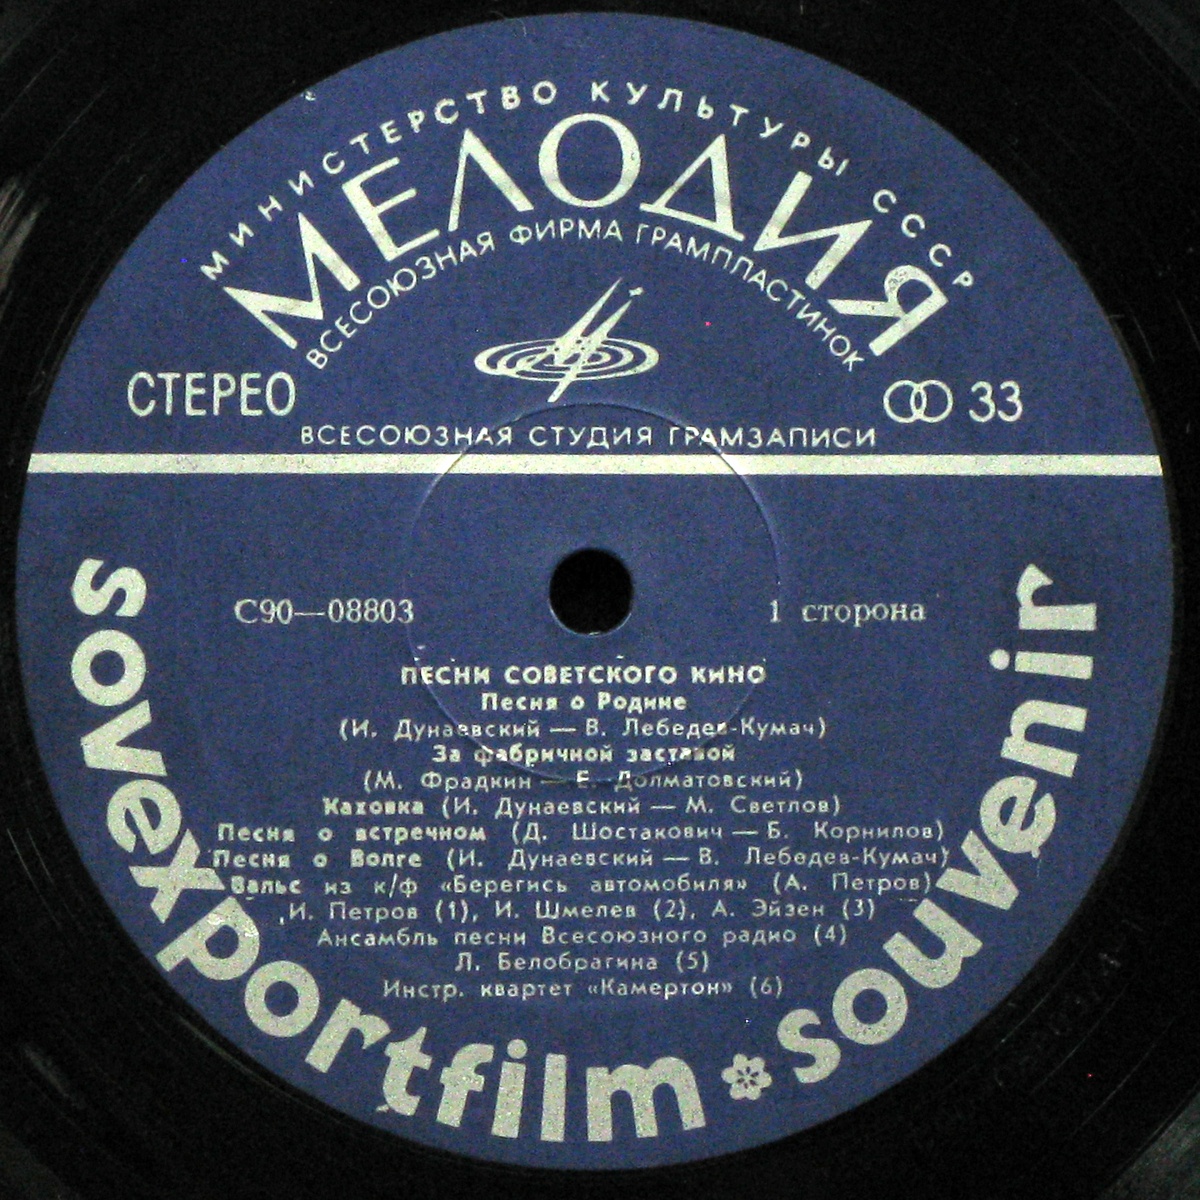 МИНИСТЕРСТВО КУЛЬТУРЫ СССР
МЕЛОДИЯ
ВСЕСОЮЗНАЯ ФИРМА ГРАМПЛАСТИНОК
СТЕРЕО
33
ВСЕСОЮЗНАЯ СТУДИЯ ГРАМЗАПИСИ
С90—08803
1 сторона
ПЕСНИ СОВЕТСКОГО КИНО
Песня о Родине
(И. Дунаевский — В. Лебедев-Кумач)
За фабричной заставой
(М. Фрадкин — Е. Долматовский)
Каховка (И. Дунаевский — М. Светлов)
Песня о встречном (Д. Шостакович — Б. Корнилов)
Песня о Волге (И. Дунаевский — В. Лебедев-Кумач)
Вальс из к/ф «Берегись автомобиля» (А. Петров)
И. Петров (1), И. Шмелев (2), А. Эйзен (3)
Ансамбль песни Всесоюзного радио (4)
Л. Белобрагина (5)
Инстр. квартет «Камертон» (6)
sovexportfilm souvenir